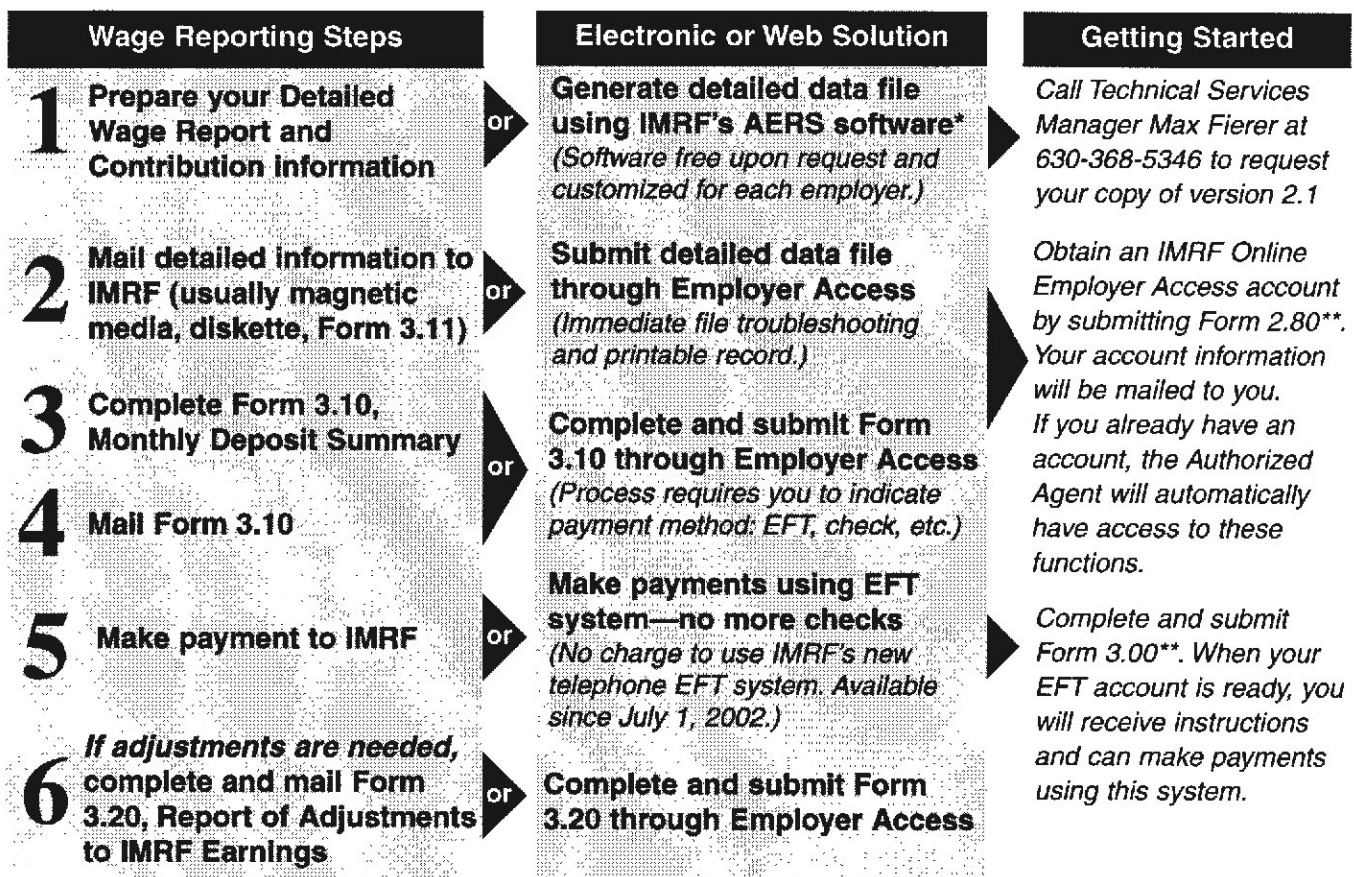 Wage Reporting Steps
1
Prepare your Detailed
Wage Report and
Contribution information
2
Mail detailed information to
IMRF (usually magnetic
media, diskette, Form 3.11)
3
Complete Form 3.10,
Monthly Deposit Summary
4
Mail Form 3.10
5
Make payment to IMRF
6
If adjustments are needed,
complete and mail Form
3.20, Report of Adjustments
to IMRF Earnings
or
or
or
or
or
Electronic or Web Solution
Generate detailed data file
using IMRF's AERS software*
(Software free upon request and
customized for each employer.)
Submit detailed data file
through Employer Access
(Immediate file troubleshooting
and printable record.)
Complete and submit Form
3.10 through Employer Access
(Process requires you to indicate
payment method: EFT, check, etc.)
Make payments using EFT
system—no more checks
(No charge to use IMRF's new
telephone EFT system. Available
since July 1, 2002.)
Complete and submit Form
3.20 through Employer Access
Getting Started
Call Technical Services
Manager Max Fierer at
630-368-5346 to request
your copy of version 2.1
Obtain an IMRF Online
Employer Access account
by submitting Form 2.80**.
Your account information
will be mailed to you.
If you already have an
account, the Authorized
Agent will automatically
have access to these
functions.
Complete and submit
Form 3.00**. When your
EFT account is ready, you
will receive instructions
and can make payments
using this system.